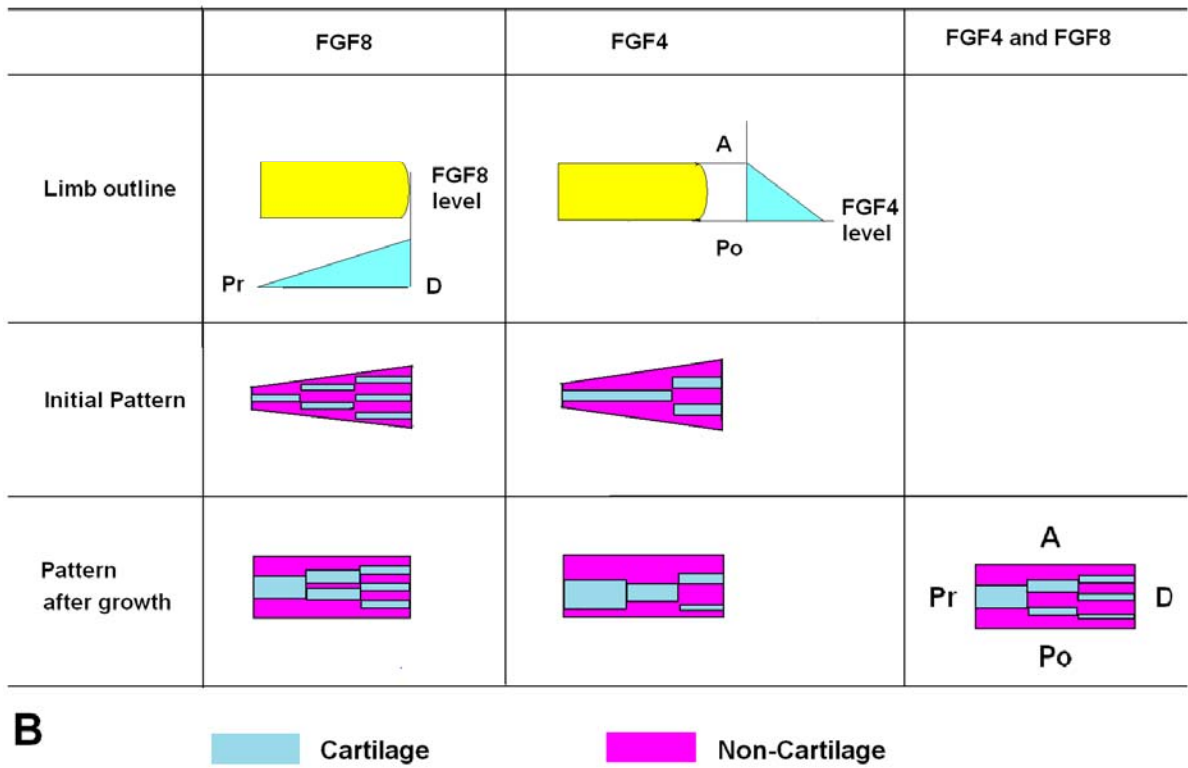 FGF8
FGF4
FGF4 and FGF8
Limb outline
FGF8
level
Pr
D
A
Po
FGF4
level
Initial Pattern
Pattern
after growth
A
Pr
D
Po
B
Cartilage
Non-Cartilage